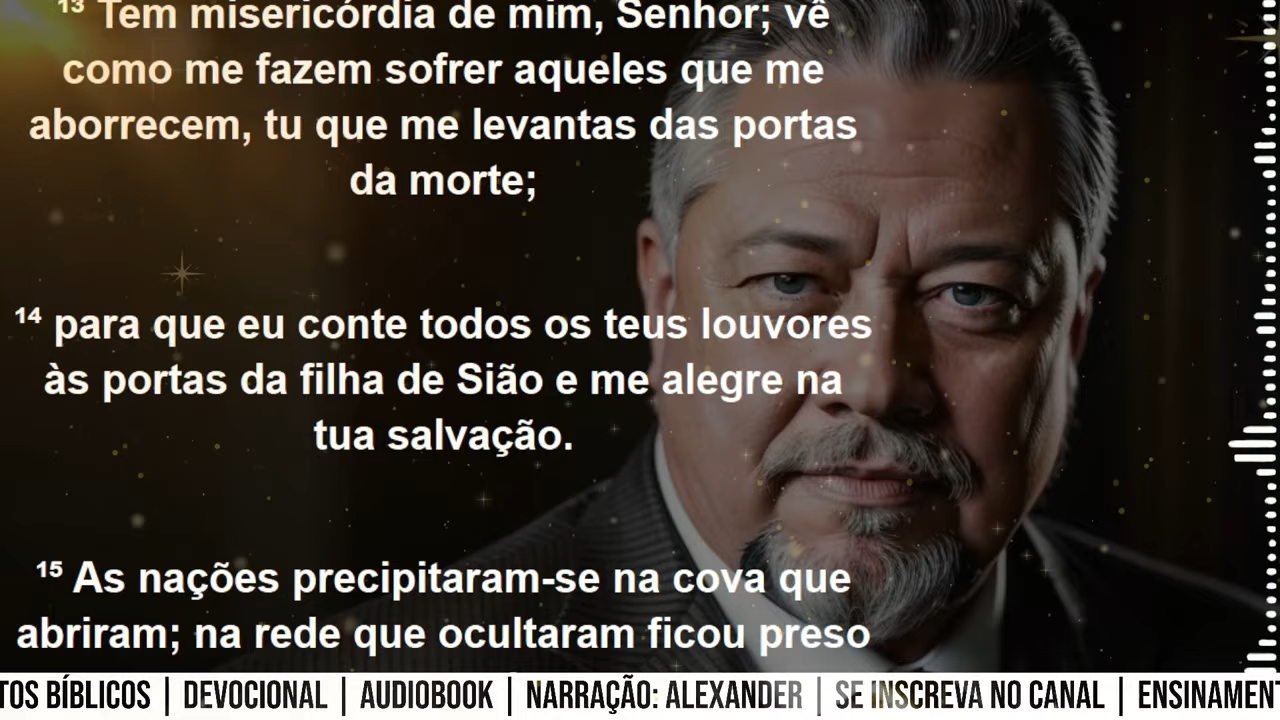 ¹³ Tem misericórdia de mim, Senhor; vê
como me fazem sofrer aqueles que me
aborrecem, tu que me levantas das portas
da morte;
¹⁴ para que eu conte todos os teus louvores
às portas da filha de Sião e me alegre na
tua salvação.
¹⁵ As nações precipitaram-se na cova que
abriram; na rede que ocultaram ficou preso
TOS BÍBLICOS | DEVOCIONAL | AUDIOBOOK | NARRAÇÃO: ALEXANDER | SE INSCREVA NO CANAL | ENSINAMENT